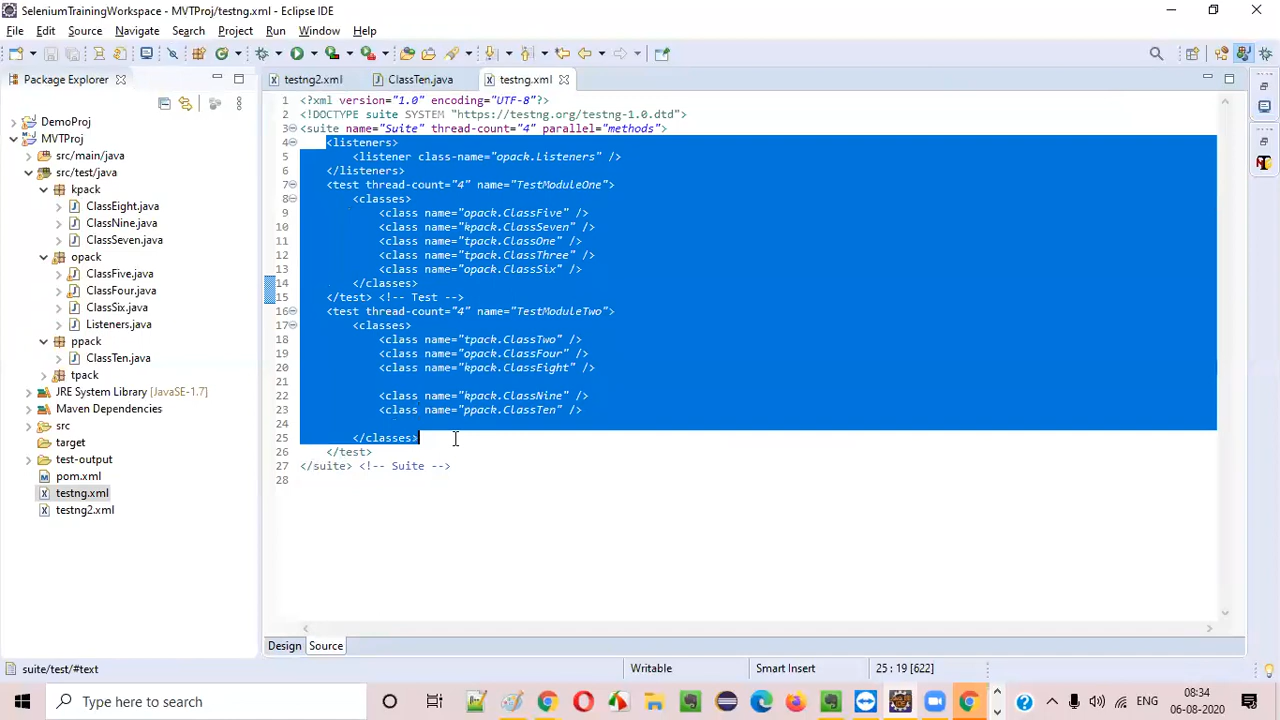 SeleniumTrainingWorkspace - MVTProj/testng.xml - Eclipse IDE
File Edit Source Navigate Search Project Run Window Help
Package Explorer
testng2.xml ClassTen.java testng.xml
DemoProj
MVTProj
src/main/java
src/test/java
kpack
ClassEight.java
ClassNine.java
ClassSeven.java
opack
ClassFive.java
ClassFour.java
ClassSix.java
Listeners.java
ppack
ClassTen.java
tpack
JRE System Library [JavaSE-1.7]
Maven Dependencies
src
target
test-output
pom.xml
testng.xml
testng2.xml
1 <?xml version="1.0" encoding="UTF-8"?>
2 <!DOCTYPE suite SYSTEM "https://testng.org/testng-1.0.dtd">
3 <suite name="Suite" thread-count="4" parallel="methods">
4 <listeners>
5 <listener class-name="opack.Listeners" />
6 </listeners>
7 <test thread-count="4" name="TestModuleOne">
8 <classes>
9 <class name="opack.ClassFive" />
10 <class name="kpack.ClassSeven" />
11 <class name="tpack.ClassOne" />
12 <class name="tpack.ClassThree" />
13 <class name="opack.ClassSix" />
14 </classes>
15 </test> <!-- Test -->
16 <test thread-count="4" name="TestModuleTwo">
17 <classes>
18 <class name="tpack.ClassTwo" />
19 <class name="opack.ClassFour" />
20 <class name="kpack.ClassEight" />
21
22 <class name="kpack.ClassNine" />
23 <class name="ppack.ClassTen" />
24
25 </classes>
26 </test>
27 </suite> <!-- Suite -->
28
Design Source
suite/test/#text Writable Smart Insert 25 : 19 [622]
Type here to search ENG 08:34
06-08-2020